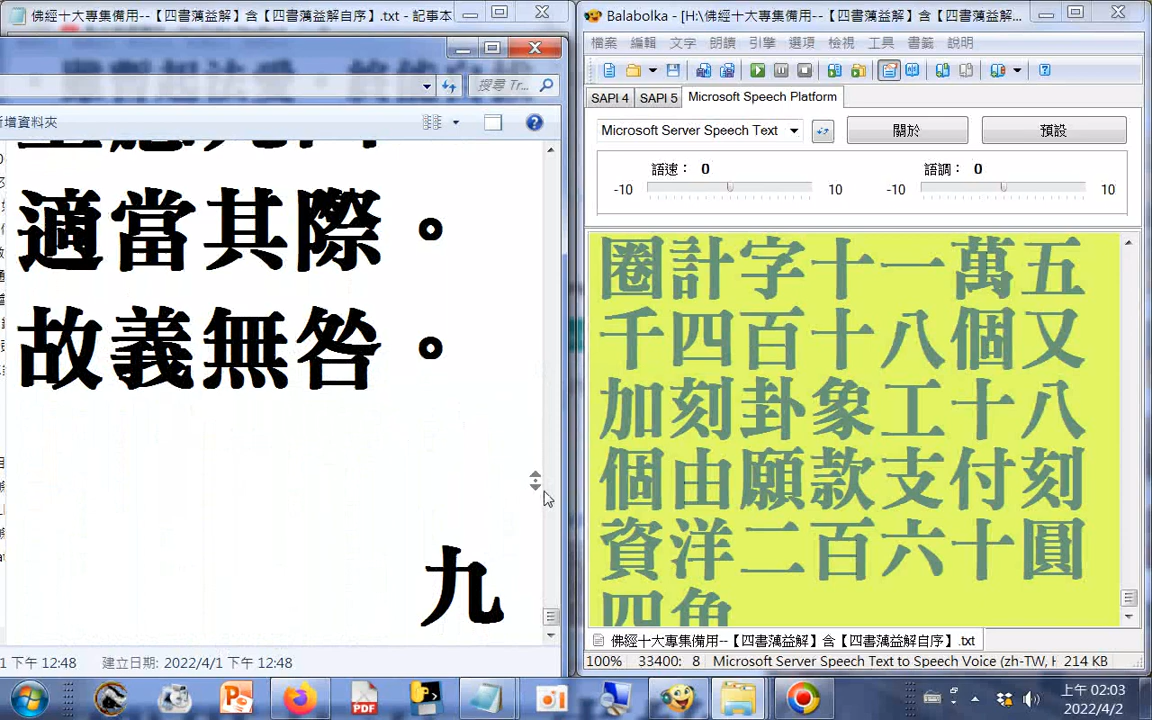 佛經十大專集備用--【四書蕅益解】含【四書蕅益解自序】.txt - 記事本
搜尋 Tr...
新增資料夾
適當其際。
故義無咎。
九
下午 12:48
建立日期: 2022/4/1 下午 12:48
Balabolka - [H:\佛經十大專集備用--【四書蕅益解】含【四書蕅益解自序】...
檔案 編輯 文字 朗讀 引擎 選項 檢視 工具 書籤 說明
SAPI 4 SAPI 5 Microsoft Speech Platform
Microsoft Server Speech Text 關於 預設
語速： 0 語調： 0
-10 10 -10 10
圈計字十一萬五
千四百十八個又
加刻卦象工十八
個由願款支付刻
資洋二百六十圓
四角
佛經十大專集備用--【四書蕅益解】含【四書蕅益解自序】.txt
100% 33400: 8 Microsoft Server Speech Text to Speech Voice (zh-TW, H 214 KB
PDF
上午 02:03
2022/4/2